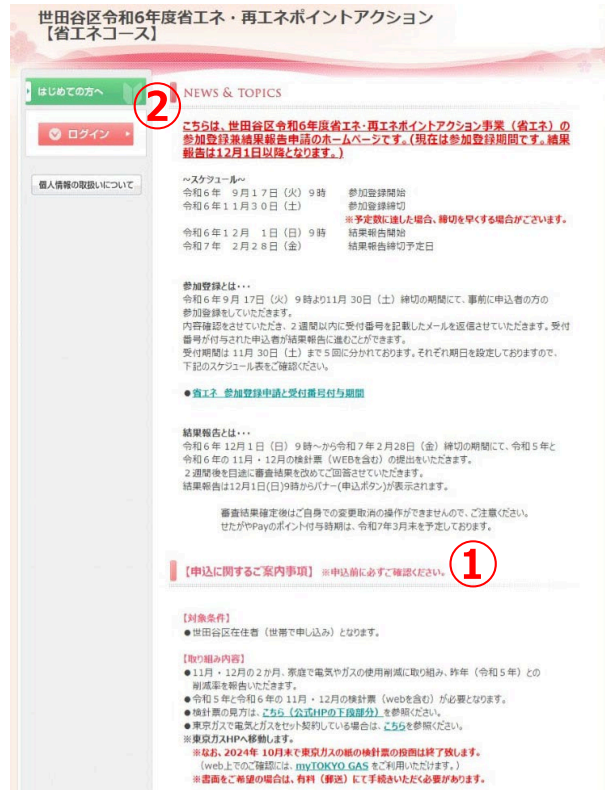 世田谷区令和6年度省エネ・再エネポイントアクション
【省エネコース】
はじめての方へ
ログイン
個人情報の取扱いについて
②
NEWS & TOPICS
こちらは、世田谷区令和6年度省エネ・再エネポイントアクション事業（省エネ）の
参加登録兼結果報告申請のホームページです。(現在は参加登録期間です。結果
報告は12月1日以降となります。)
～スケジュール～
令和６年　９月１７日（火）９時　参加登録開始
令和６年１１月３０日（土）　参加登録締切
※予定数に達した場合、締切を早くする場合がございます。
令和６年１２月　１日（日）９時　結果報告開始
令和７年　２月２８日（金）　結果報告締切予定日
参加登録とは・・・
令和６年９月 17日（火）９時より11月 30日（土）締切の期間にて、事前に申込者の方の
参加登録をしていただきます。
内容確認をさせていただき、２週間以内に受付番号を記載したメールを返信させていただきます。受付
番号が付与された申込者が結果報告に進むことができます。
受付期間は 11月 30日（土）まで５回に分かれております。それぞれ期日を設定しておりますので、
下記のスケジュール表をご確認ください。
●省エネ 参加登録申請と受付番号付与期間
結果報告とは・・・
令和６年 12月１日（日）９時～から令和７年２月28日（金）締切の期間にて、令和５年と
令和６年の 11月・12月の検針票（WEBを含む）の提出をいただきます。
２週間後を目途に審査結果を改めてご回答させていただきます。
結果報告は12月1日(日)9時からバナー(申込ボタン)が表示されます。
審査結果確定後はご自身での変更取消の操作ができませんので、ご注意ください。
せたがやPayのポイント付与時期は、令和7年3月末を予定しております。
【申込に関するご案内事項】 ※申込前に必ずご確認ください。
①
【対象条件】
●世田谷区在住者（世帯で申し込み）となります。
【取り組み内容】
●11月・12月の２か月、家庭で電気やガスの使用削減に取り組み、昨年（令和５年）との
削減率を報告いただきます。
●令和５年と令和６年の 11月・12月の検針票（webを含む）が必要となります。
●検針票の見方は、こちら（公式HPの下段部分）を参照ください。
●東京ガスで電気とガスをセット契約している場合は、こちらを参照ください。
※東京ガスHPへ移動します。
※なお、2024年 10月末で東京ガスの紙の検針票の投函は終了致します。
（web上でのご確認には、myTOKYO GAS をご利用いただけます。）
※書面をご希望の場合は、有料（郵送）にて手続きいただく必要があります。